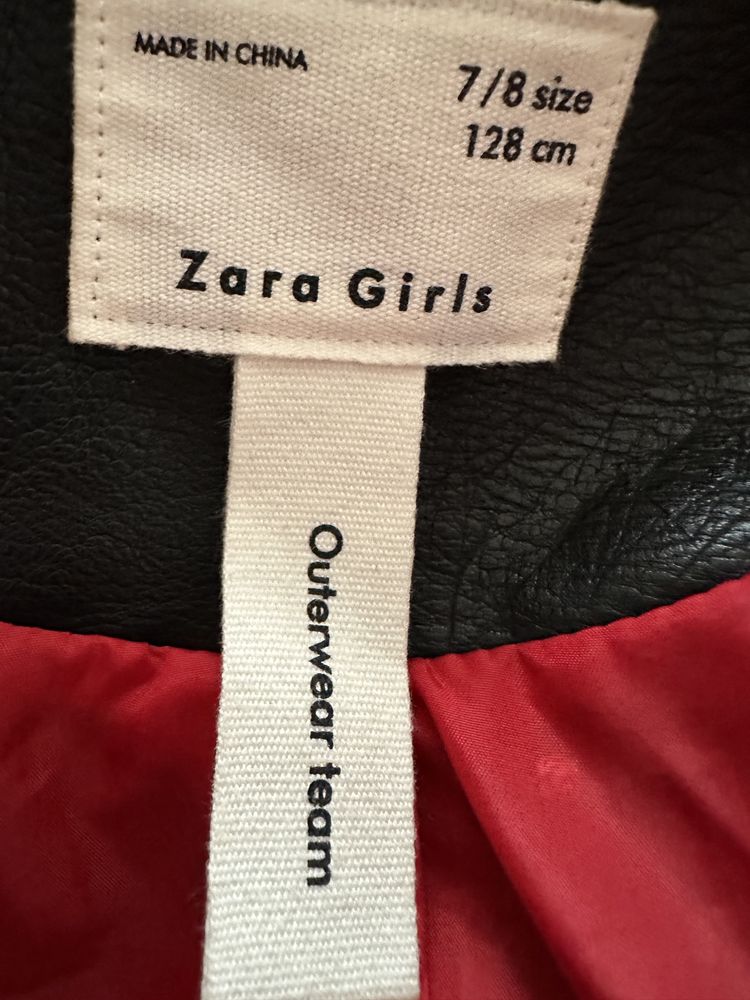 MADE IN CHINA
7/8 size
128 cm
Zara Girls
Outerwear team